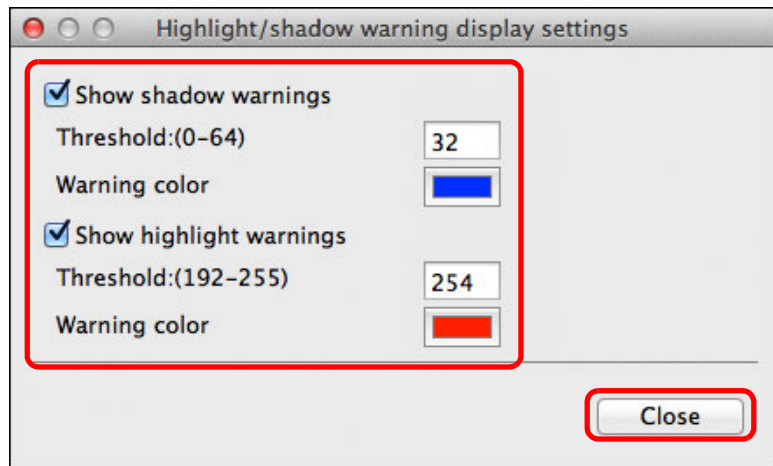 Highlight/shadow warning display settings
Show shadow warnings
Threshold:(0-64) 32
Warning color
Show highlight warnings
Threshold:(192-255) 254
Warning color
Close